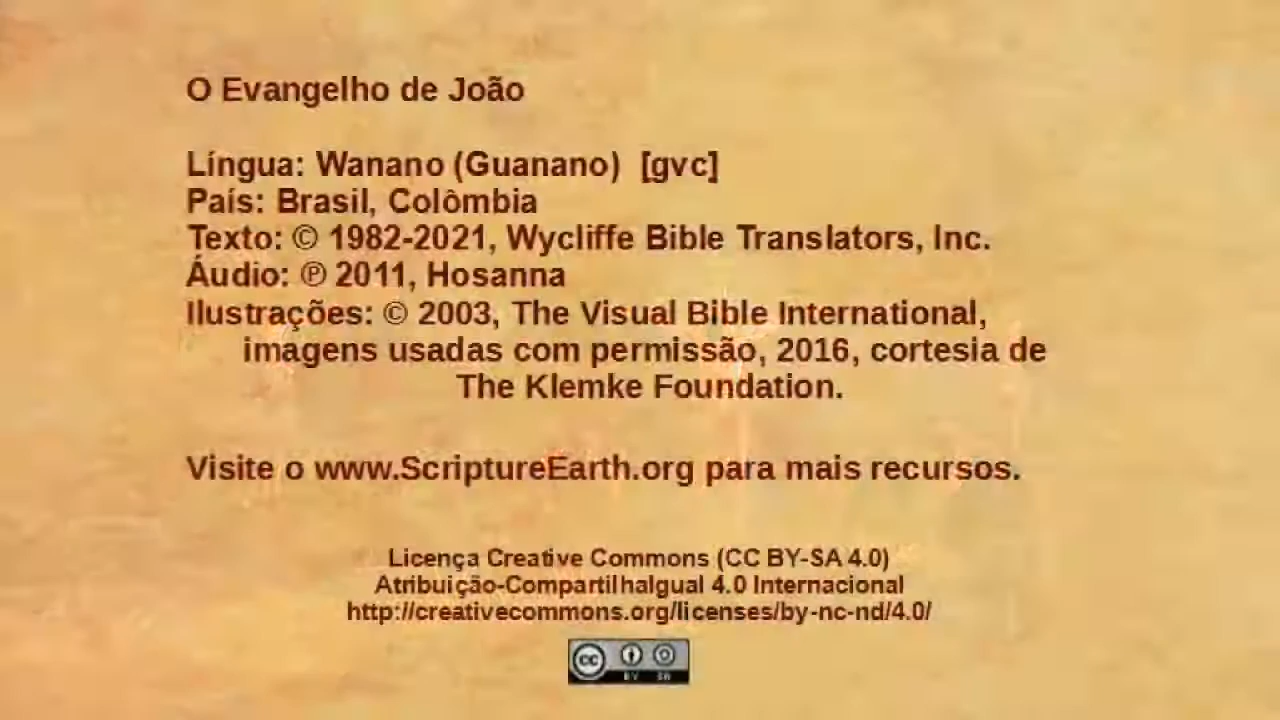 O Evangelho de João
Língua: Wanano (Guanano) [gvc]
País: Brasil, Colômbia
Texto: © 1982-2021, Wycliffe Bible Translators, Inc.
Áudio: ℗ 2011, Hosanna
Ilustrações: © 2003, The Visual Bible International,
imagens usadas com permissão, 2016, cortesia de
The Klemke Foundation.
Visite o www.ScriptureEarth.org para mais recursos.
Licença Creative Commons (CC BY-SA 4.0)
Atribuição-CompartilhaIgual 4.0 Internacional
http://creativecommons.org/licenses/by-nc-nd/4.0/
cc
BY SA